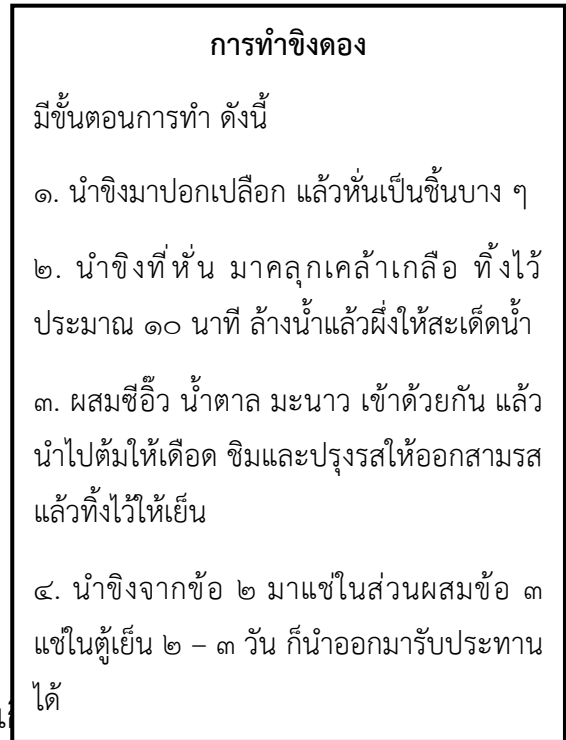 การทำขิงดอง
มีขั้นตอนการทำ ดังนี้
๑. นำขิงมาปอกเปลือก แล้วหั่นเป็นชิ้นบาง ๆ
๒. นำขิงที่หั่น มาคลุกเคล้าเกลือ ทิ้งไว้
ประมาณ ๑๐ นาที ล้างน้ำแล้วผึ่งให้สะเด็ดน้ำ
๓. ผสมซีอิ๊ว น้ำตาล มะนาว เข้าด้วยกัน แล้ว
นำไปต้มให้เดือด ชิมและปรุงรสให้ออกสามรส
แล้วทิ้งไว้ให้เย็น
๔. นำขิงจากข้อ ๒ มาแช่ในส่วนผสมข้อ ๓
แช่ในตู้เย็น ๒ – ๓ วัน ก็นำออกมารับประทาน
ได้